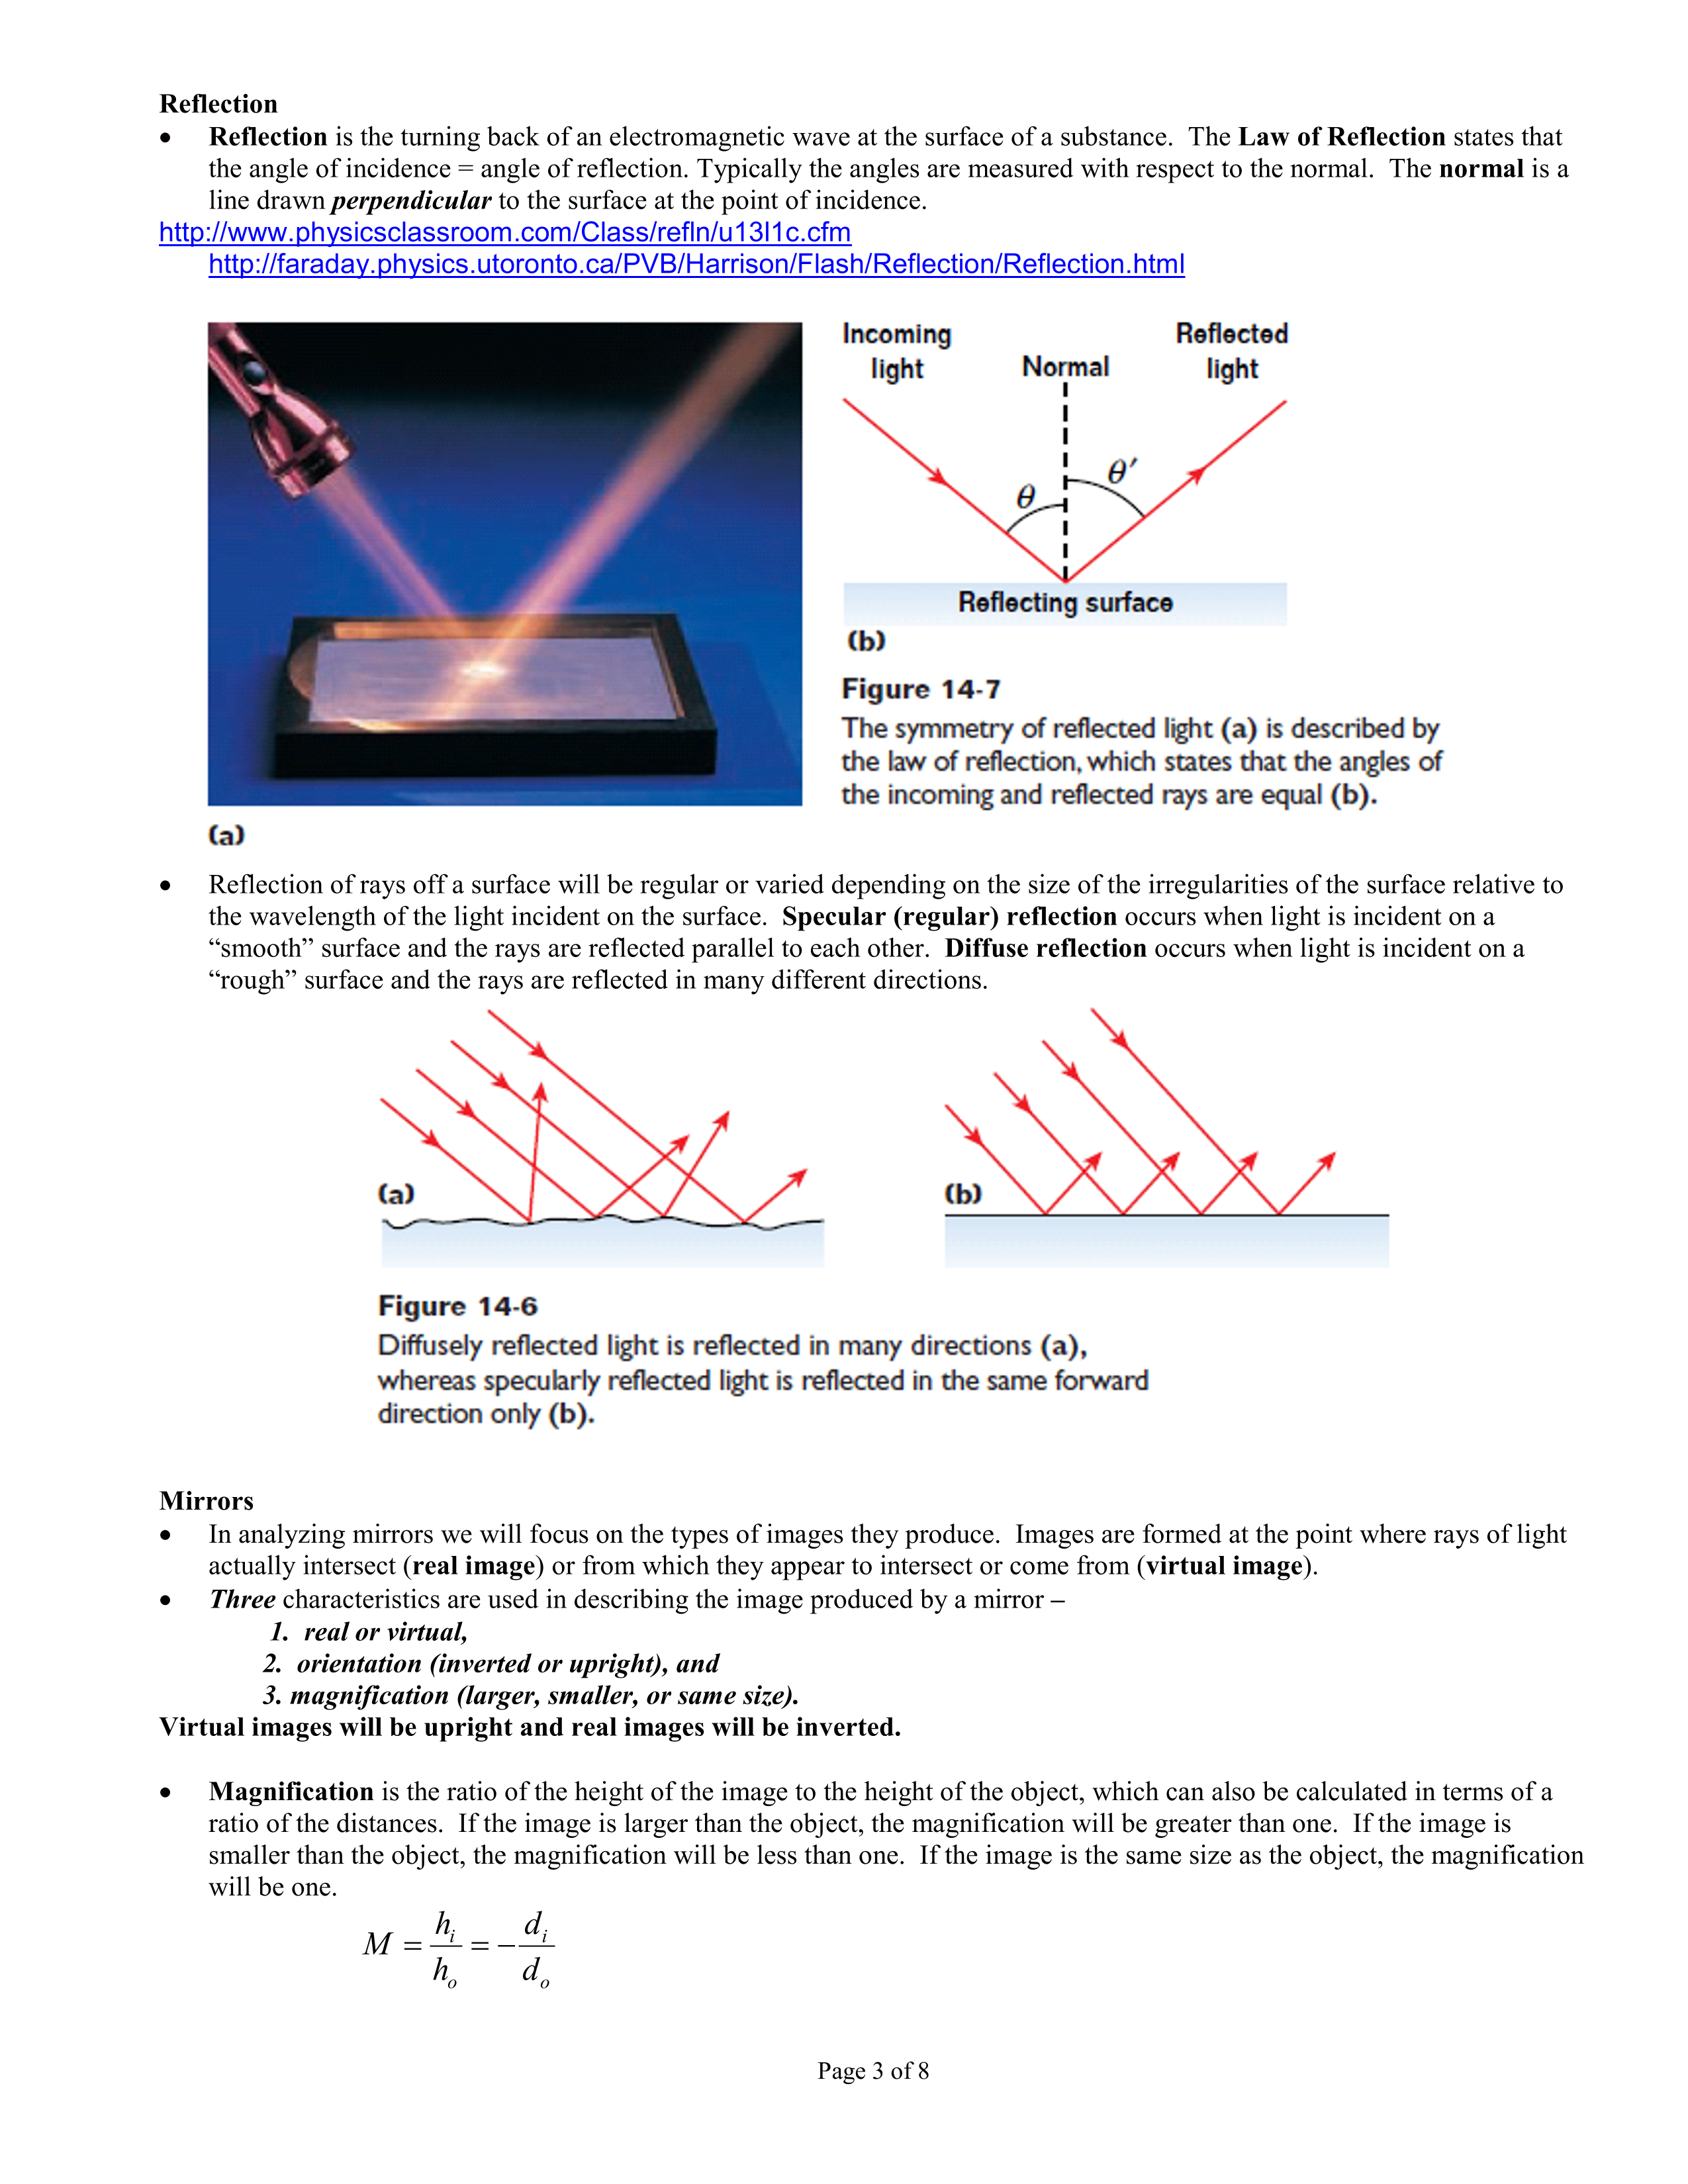 Reflection
• Reflection is the turning back of an electromagnetic wave at the surface of a substance. The Law of Reflection states that
the angle of incidence = angle of reflection. Typically the angles are measured with respect to the normal. The normal is a
line drawn perpendicular to the surface at the point of incidence.
http://www.physicsclassroom.com/Class/refln/u13l1c.cfm
http://faraday.physics.utoronto.ca/PVB/Harrison/Flash/Reflection/Reflection.html
Incoming
light
Normal
Reflected
light
θ
θ′
Reflecting surface
(b)
Figure 14-7
The symmetry of reflected light (a) is described by
the law of reflection, which states that the angles of
the incoming and reflected rays are equal (b).
(a)
• Reflection of rays off a surface will be regular or varied depending on the size of the irregularities of the surface relative to
the wavelength of the light incident on the surface. Specular (regular) reflection occurs when light is incident on a
“smooth” surface and the rays are reflected parallel to each other. Diffuse reflection occurs when light is incident on a
“rough” surface and the rays are reflected in many different directions.
(a)
(b)
Figure 14-6
Diffusely reflected light is reflected in many directions (a),
whereas specularly reflected light is reflected in the same forward
direction only (b).
Mirrors
• In analyzing mirrors we will focus on the types of images they produce. Images are formed at the point where rays of light
actually intersect (real image) or from which they appear to intersect or come from (virtual image).
• Three characteristics are used in describing the image produced by a mirror –
1. real or virtual,
2. orientation (inverted or upright), and
3. magnification (larger, smaller, or same size).
Virtual images will be upright and real images will be inverted.
• Magnification is the ratio of the height of the image to the height of the object, which can also be calculated in terms of a
ratio of the distances. If the image is larger than the object, the magnification will be greater than one. If the image is
smaller than the object, the magnification will be less than one. If the image is the same size as the object, the magnification
will be one.
M = h_i / h_o = − d_i / d_o
Page 3 of 8